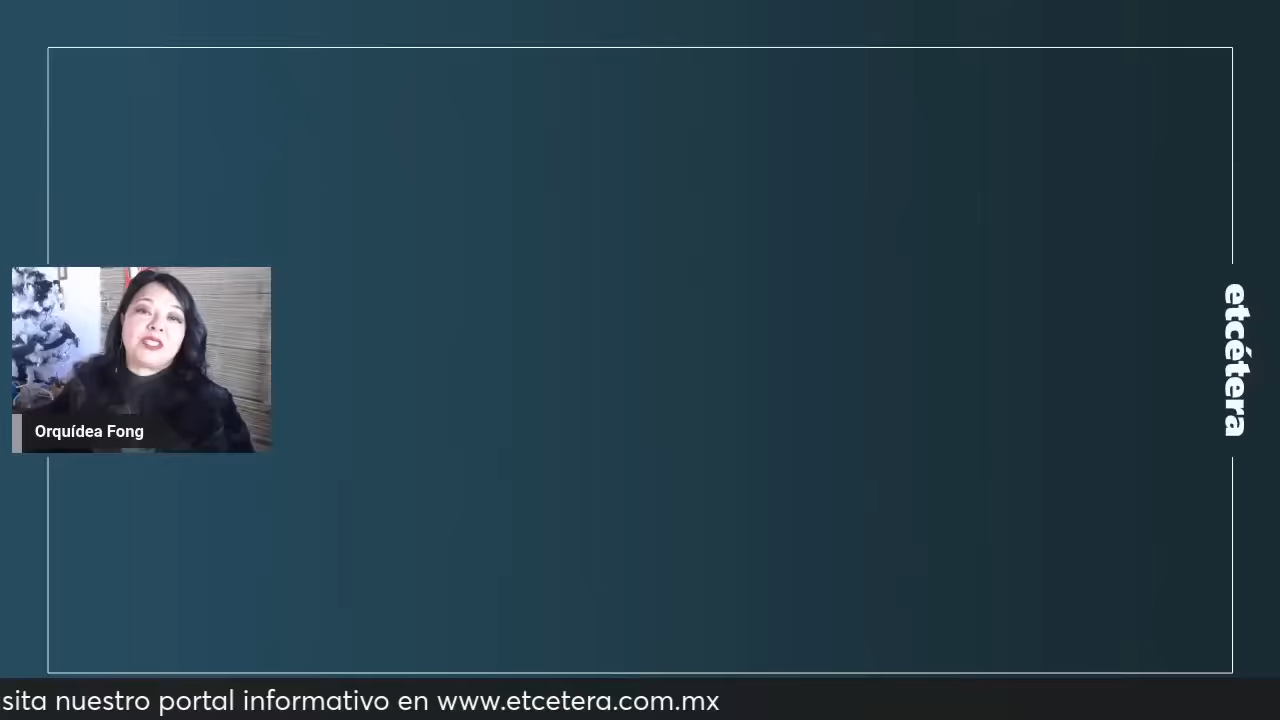 Orquídea Fong
etcétera
sita nuestro portal informativo en www.etcetera.com.mx